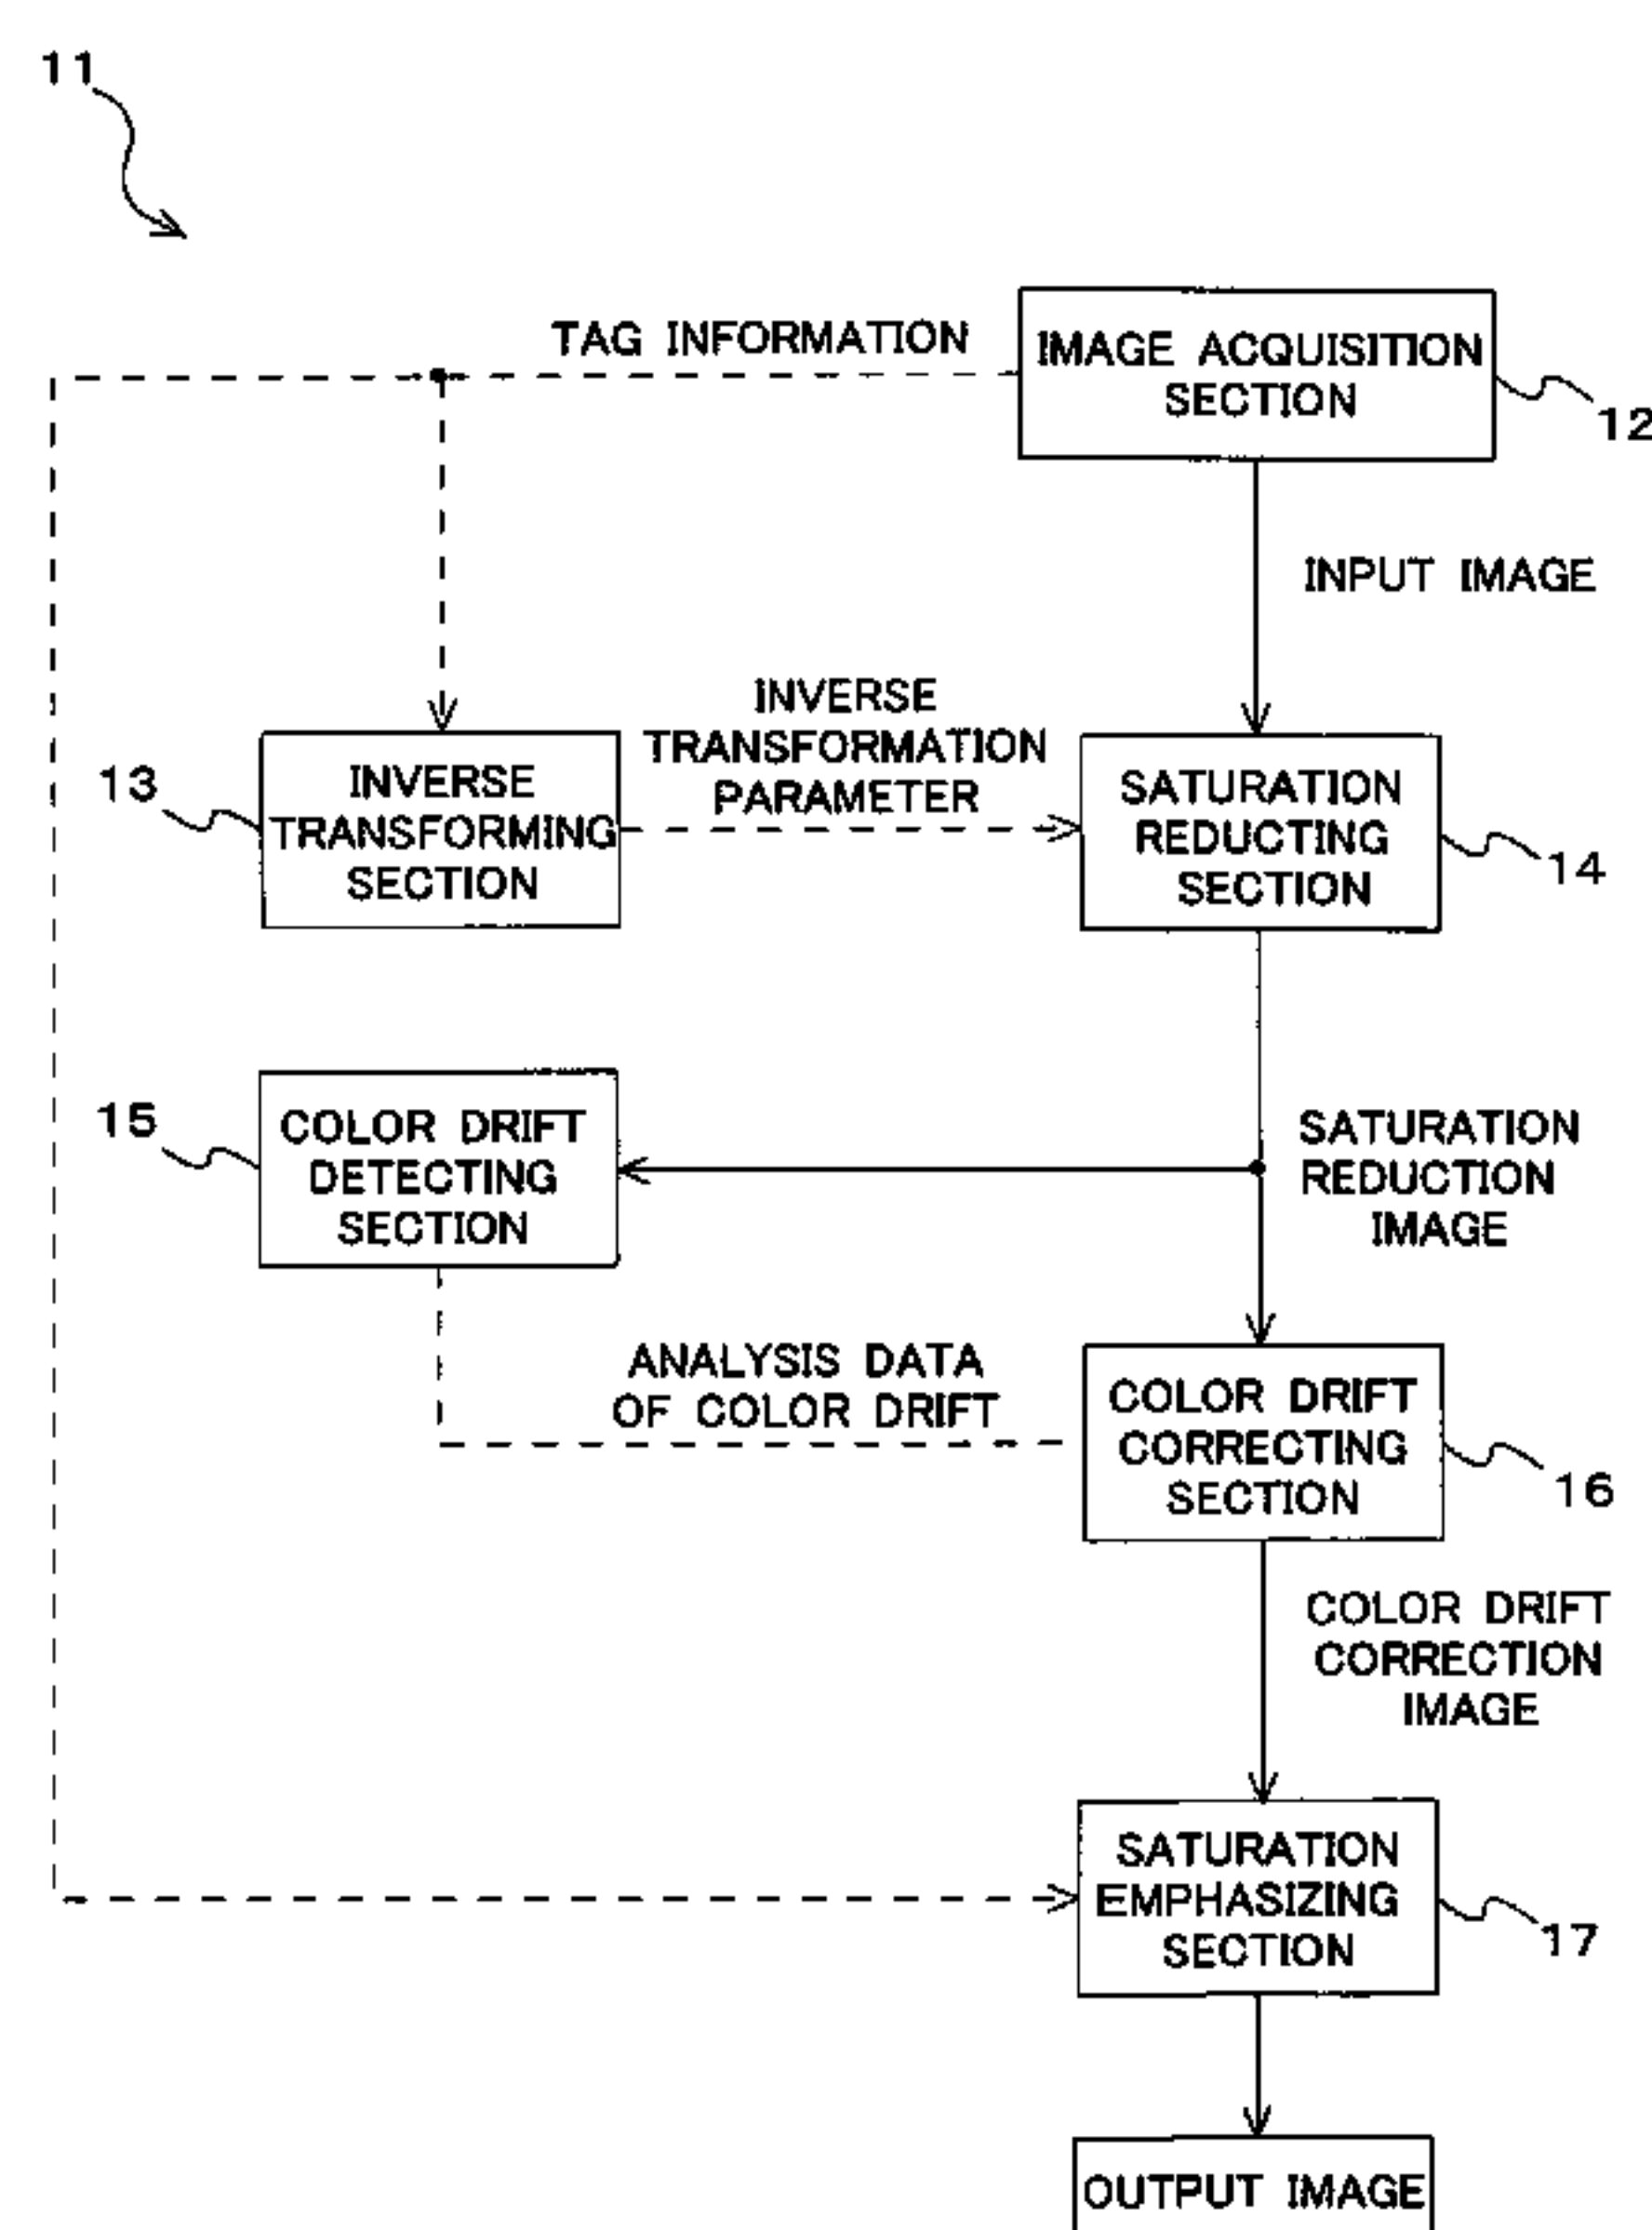 11
TAG INFORMATION
IMAGE ACQUISITION
SECTION
12
INPUT IMAGE
INVERSE
TRANSFORMATION
PARAMETER
13
INVERSE
TRANSFORMING
SECTION
SATURATION
REDUCTING
SECTION
14
15
COLOR DRIFT
DETECTING
SECTION
SATURATION
REDUCTION
IMAGE
ANALYSIS DATA
OF COLOR DRIFT
COLOR DRIFT
CORRECTING
SECTION
16
COLOR DRIFT
CORRECTION
IMAGE
SATURATION
EMPHASIZING
SECTION
17
OUTPUT IMAGE